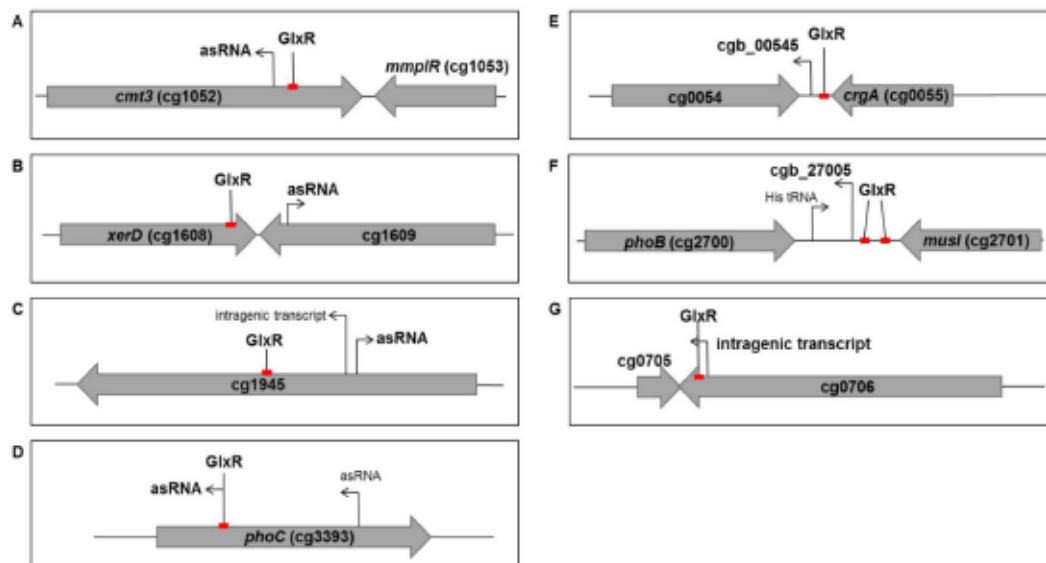 A
asRNA
GlxR
mmpIR (cg1053)
cmt3 (cg1052)
B
GlxR
asRNA
xerD (cg1608)
cg1609
C
intragenic transcript
asRNA
GlxR
cg1945
D
GlxR
asRNA
asRNA
phoC (cg3393)
E
cgb_00545
GlxR
cg0054
crgA (cg0055)
F
cgb_27005
His tRNA
GlxR
phoB (cg2700)
musI (cg2701)
G
GlxR
intragenic transcript
cg0705
cg0706